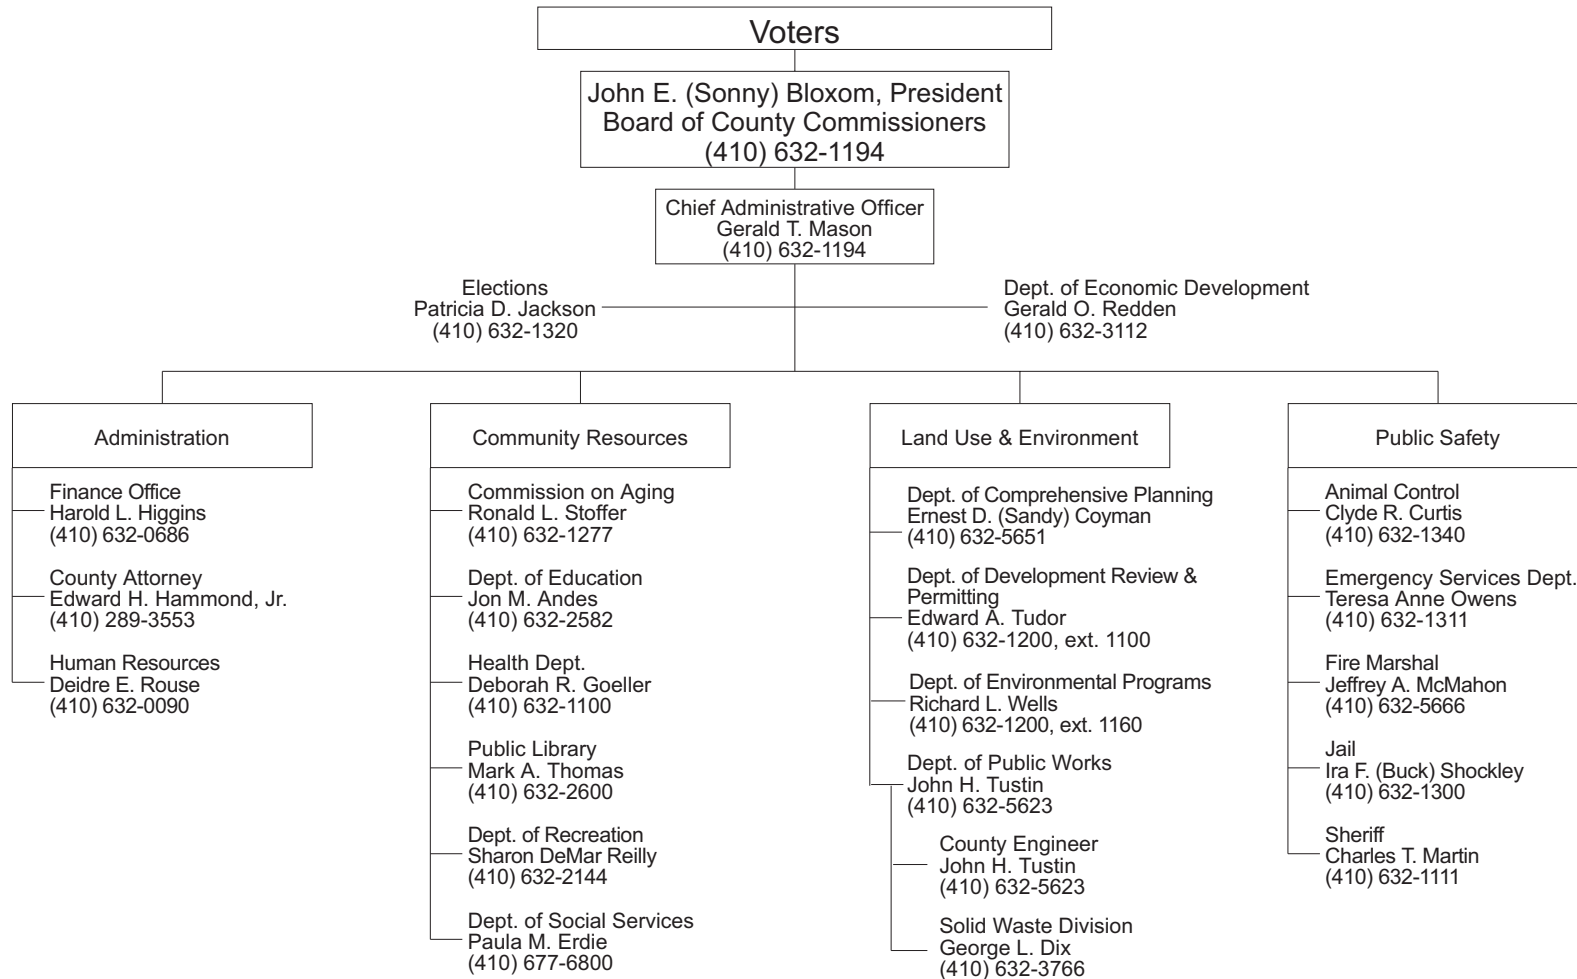 Voters
John E. (Sonny) Bloxom, President
Board of County Commissioners
(410) 632-1194
Chief Administrative Officer
Gerald T. Mason
(410) 632-1194
Elections
Patricia D. Jackson
(410) 632-1320
Dept. of Economic Development
Gerald O. Redden
(410) 632-3112
Administration
Finance Office
Harold L. Higgins
(410) 632-0686
County Attorney
Edward H. Hammond, Jr.
(410) 289-3553
Human Resources
Deidre E. Rouse
(410) 632-0090
Community Resources
Commission on Aging
Ronald L. Stoffer
(410) 632-1277
Dept. of Education
Jon M. Andes
(410) 632-2582
Health Dept.
Deborah R. Goeller
(410) 632-1100
Public Library
Mark A. Thomas
(410) 632-2600
Dept. of Recreation
Sharon DeMar Reilly
(410) 632-2144
Dept. of Social Services
Paula M. Erdie
(410) 677-6800
Land Use & Environment
Dept. of Comprehensive Planning
Ernest D. (Sandy) Coyman
(410) 632-5651
Dept. of Development Review &
Permitting
Edward A. Tudor
(410) 632-1200, ext. 1100
Dept. of Environmental Programs
Richard L. Wells
(410) 632-1200, ext. 1160
Dept. of Public Works
John H. Tustin
(410) 632-5623
County Engineer
John H. Tustin
(410) 632-5623
Solid Waste Division
George L. Dix
(410) 632-3766
Public Safety
Animal Control
Clyde R. Curtis
(410) 632-1340
Emergency Services Dept.
Teresa Anne Owens
(410) 632-1311
Fire Marshal
Jeffrey A. McMahon
(410) 632-5666
Jail
Ira F. (Buck) Shockley
(410) 632-1300
Sheriff
Charles T. Martin
(410) 632-1111